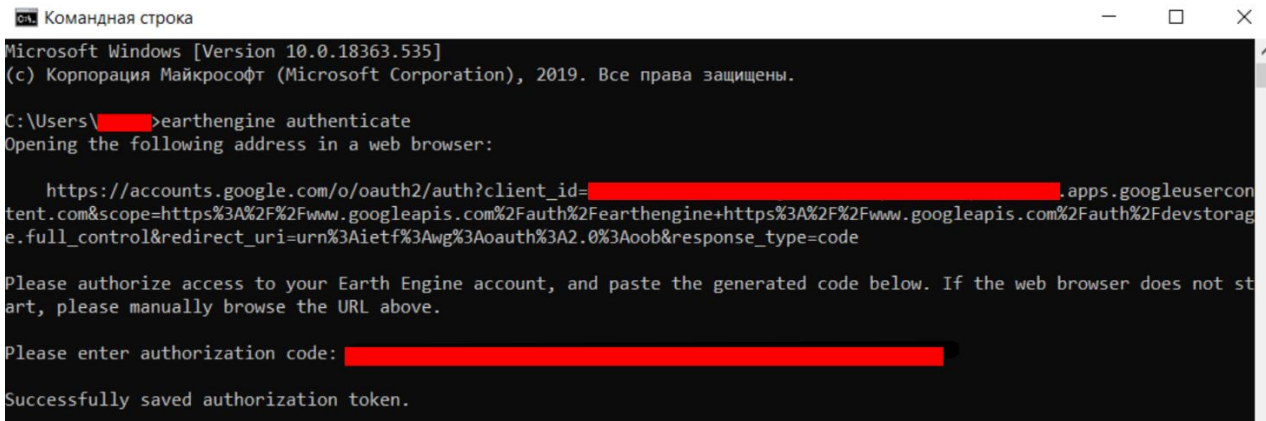 Командная строка
Microsoft Windows [Version 10.0.18363.535]
(c) Корпорация Майкрософт (Microsoft Corporation), 2019. Все права защищены.
C:\Users\ >earthengine authenticate
Opening the following address in a web browser:
https://accounts.google.com/o/oauth2/auth?client_id= .apps.googleusercon
tent.com&scope=https%3A%2F%2Fwww.googleapis.com%2Fauth%2Fearthengine+https%3A%2F%2Fwww.googleapis.com%2Fauth%2Fdevstorag
e.full_control&redirect_uri=urn%3Aietf%3Awg%3Aoauth%3A2.0%3Aoob&response_type=code
Please authorize access to your Earth Engine account, and paste the generated code below. If the web browser does not st
art, please manually browse the URL above.
Please enter authorization code:
Successfully saved authorization token.